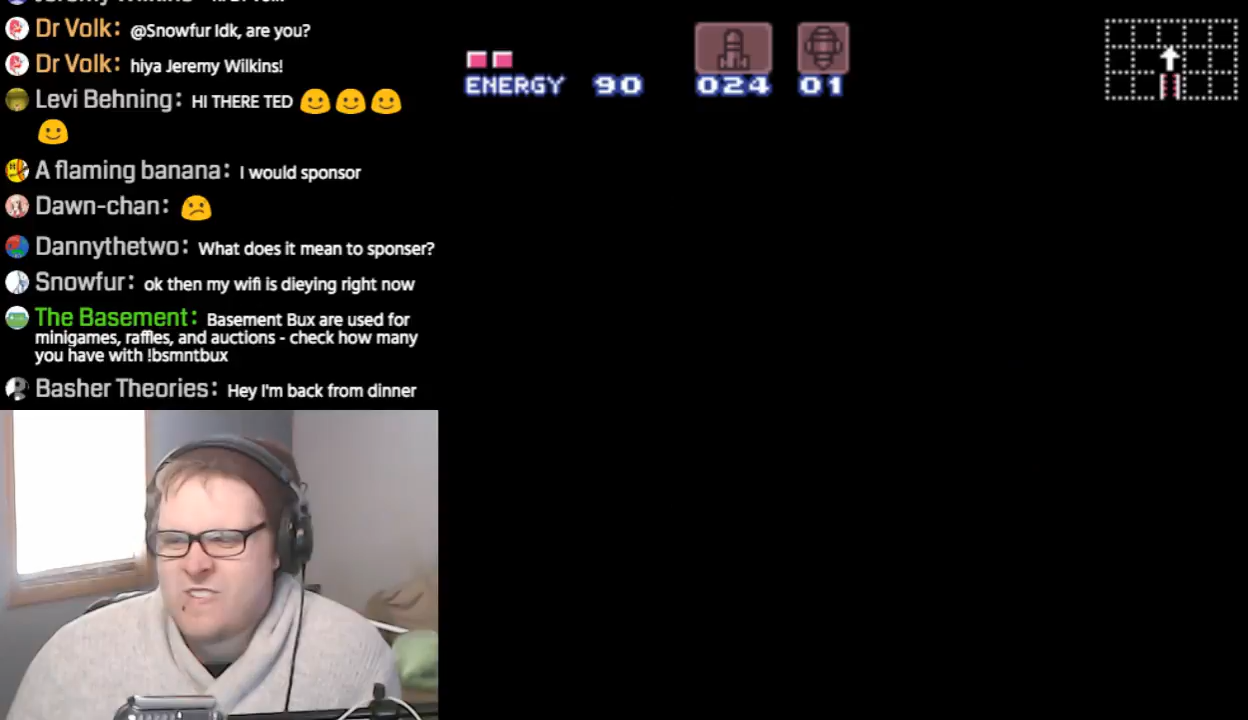 Dr Volk: @Snowfur Idk, are you?
Dr Volk: hiya Jeremy Wilkins!
Levi Behning: HI THERE TED
A flaming banana: I would sponsor
Dawn-chan:
Dannythetwo: What does it mean to sponser?
Snowfur: ok then my wifi is dieying right now
The Basement: Basement Bux are used for
minigames, raffles, and auctions - check how many
you have with !bsmntbux
Basher Theories: Hey I'm back from dinner
ENERGY 90 024 01